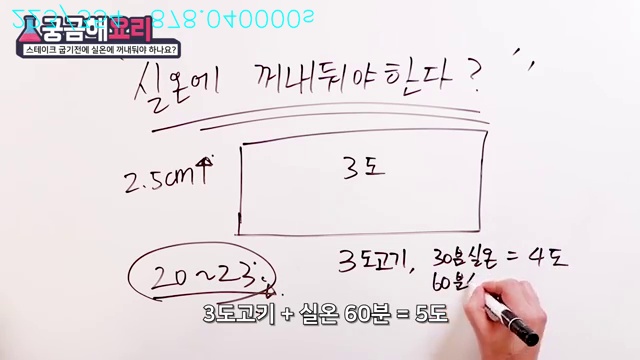 878.040000s
궁금해요리
스테이크 굽기전에 실온에 꺼내둬야 하나요?
실온에 꺼내둬야한다?
2.5cm↑
3도
20~23°
3도고기, 30분실온 = 4도
60분
3도고기 + 실온 60분 = 5도